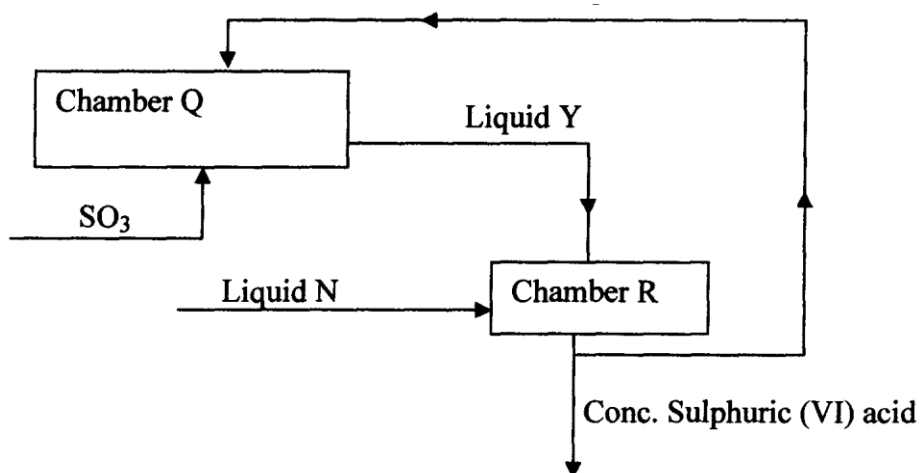 Chamber Q
Liquid Y
SO₃
Liquid N
Chamber R
Conc. Sulphuric (VI) acid